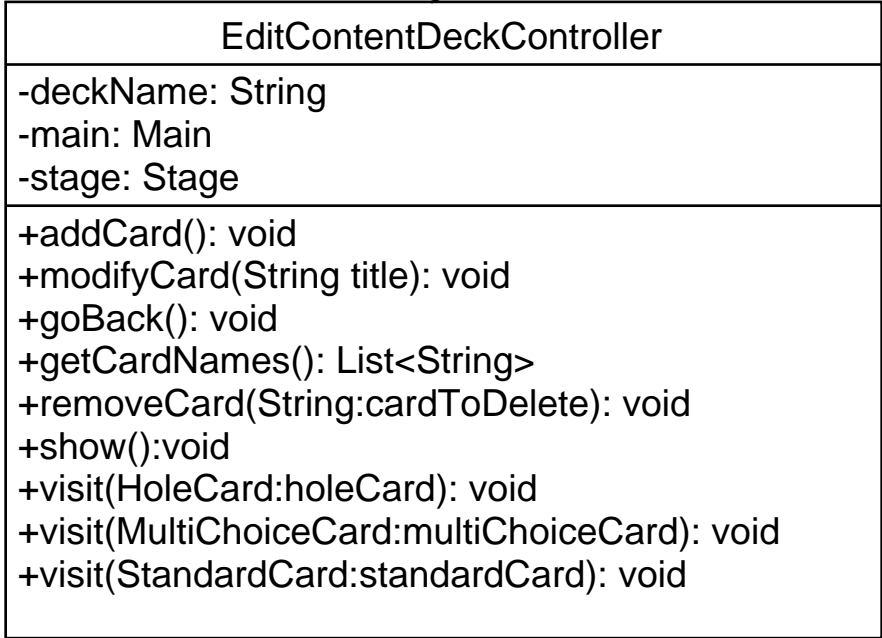 EditContentDeckController
-deckName: String
-main: Main
-stage: Stage
+addCard(): void
+modifyCard(String title): void
+goBack(): void
+getCardNames(): List<String>
+removeCard(String:cardToDelete): void
+show():void
+visit(HoleCard:holeCard): void
+visit(MultiChoiceCard:multiChoiceCard): void
+visit(StandardCard:standardCard): void